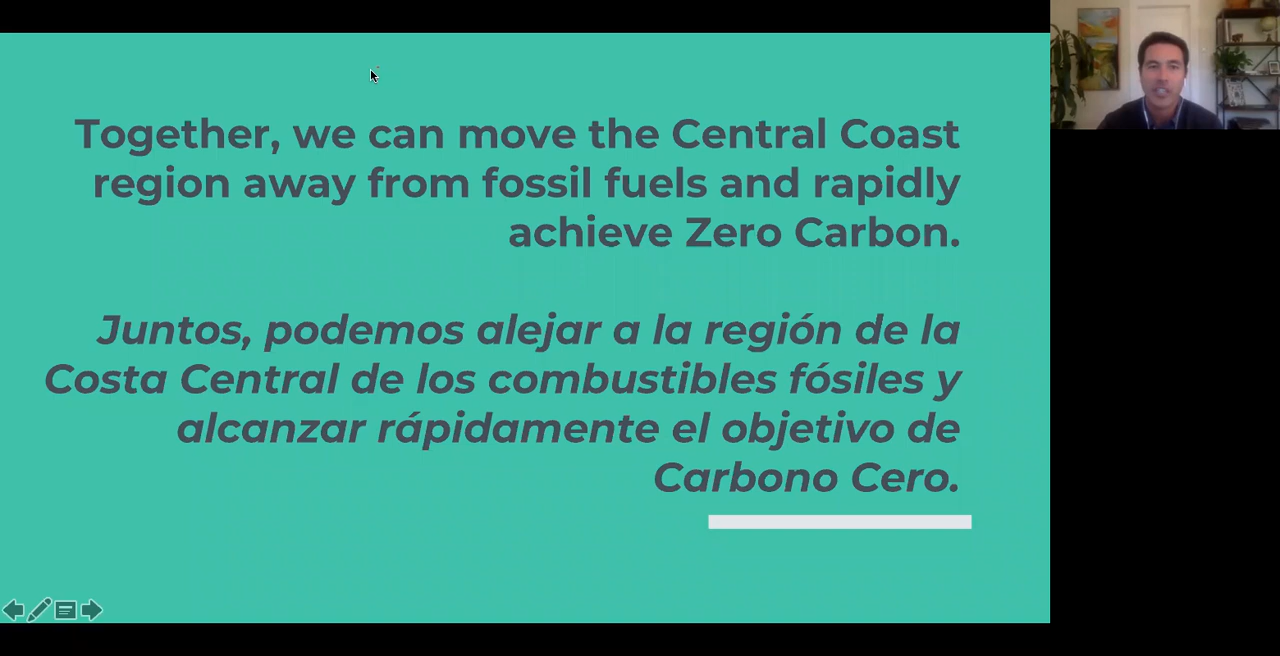 Together, we can move the Central Coast
region away from fossil fuels and rapidly
achieve Zero Carbon.
Juntos, podemos alejar a la región de la
Costa Central de los combustibles fósiles y
alcanzar rápidamente el objetivo de
Carbono Cero.